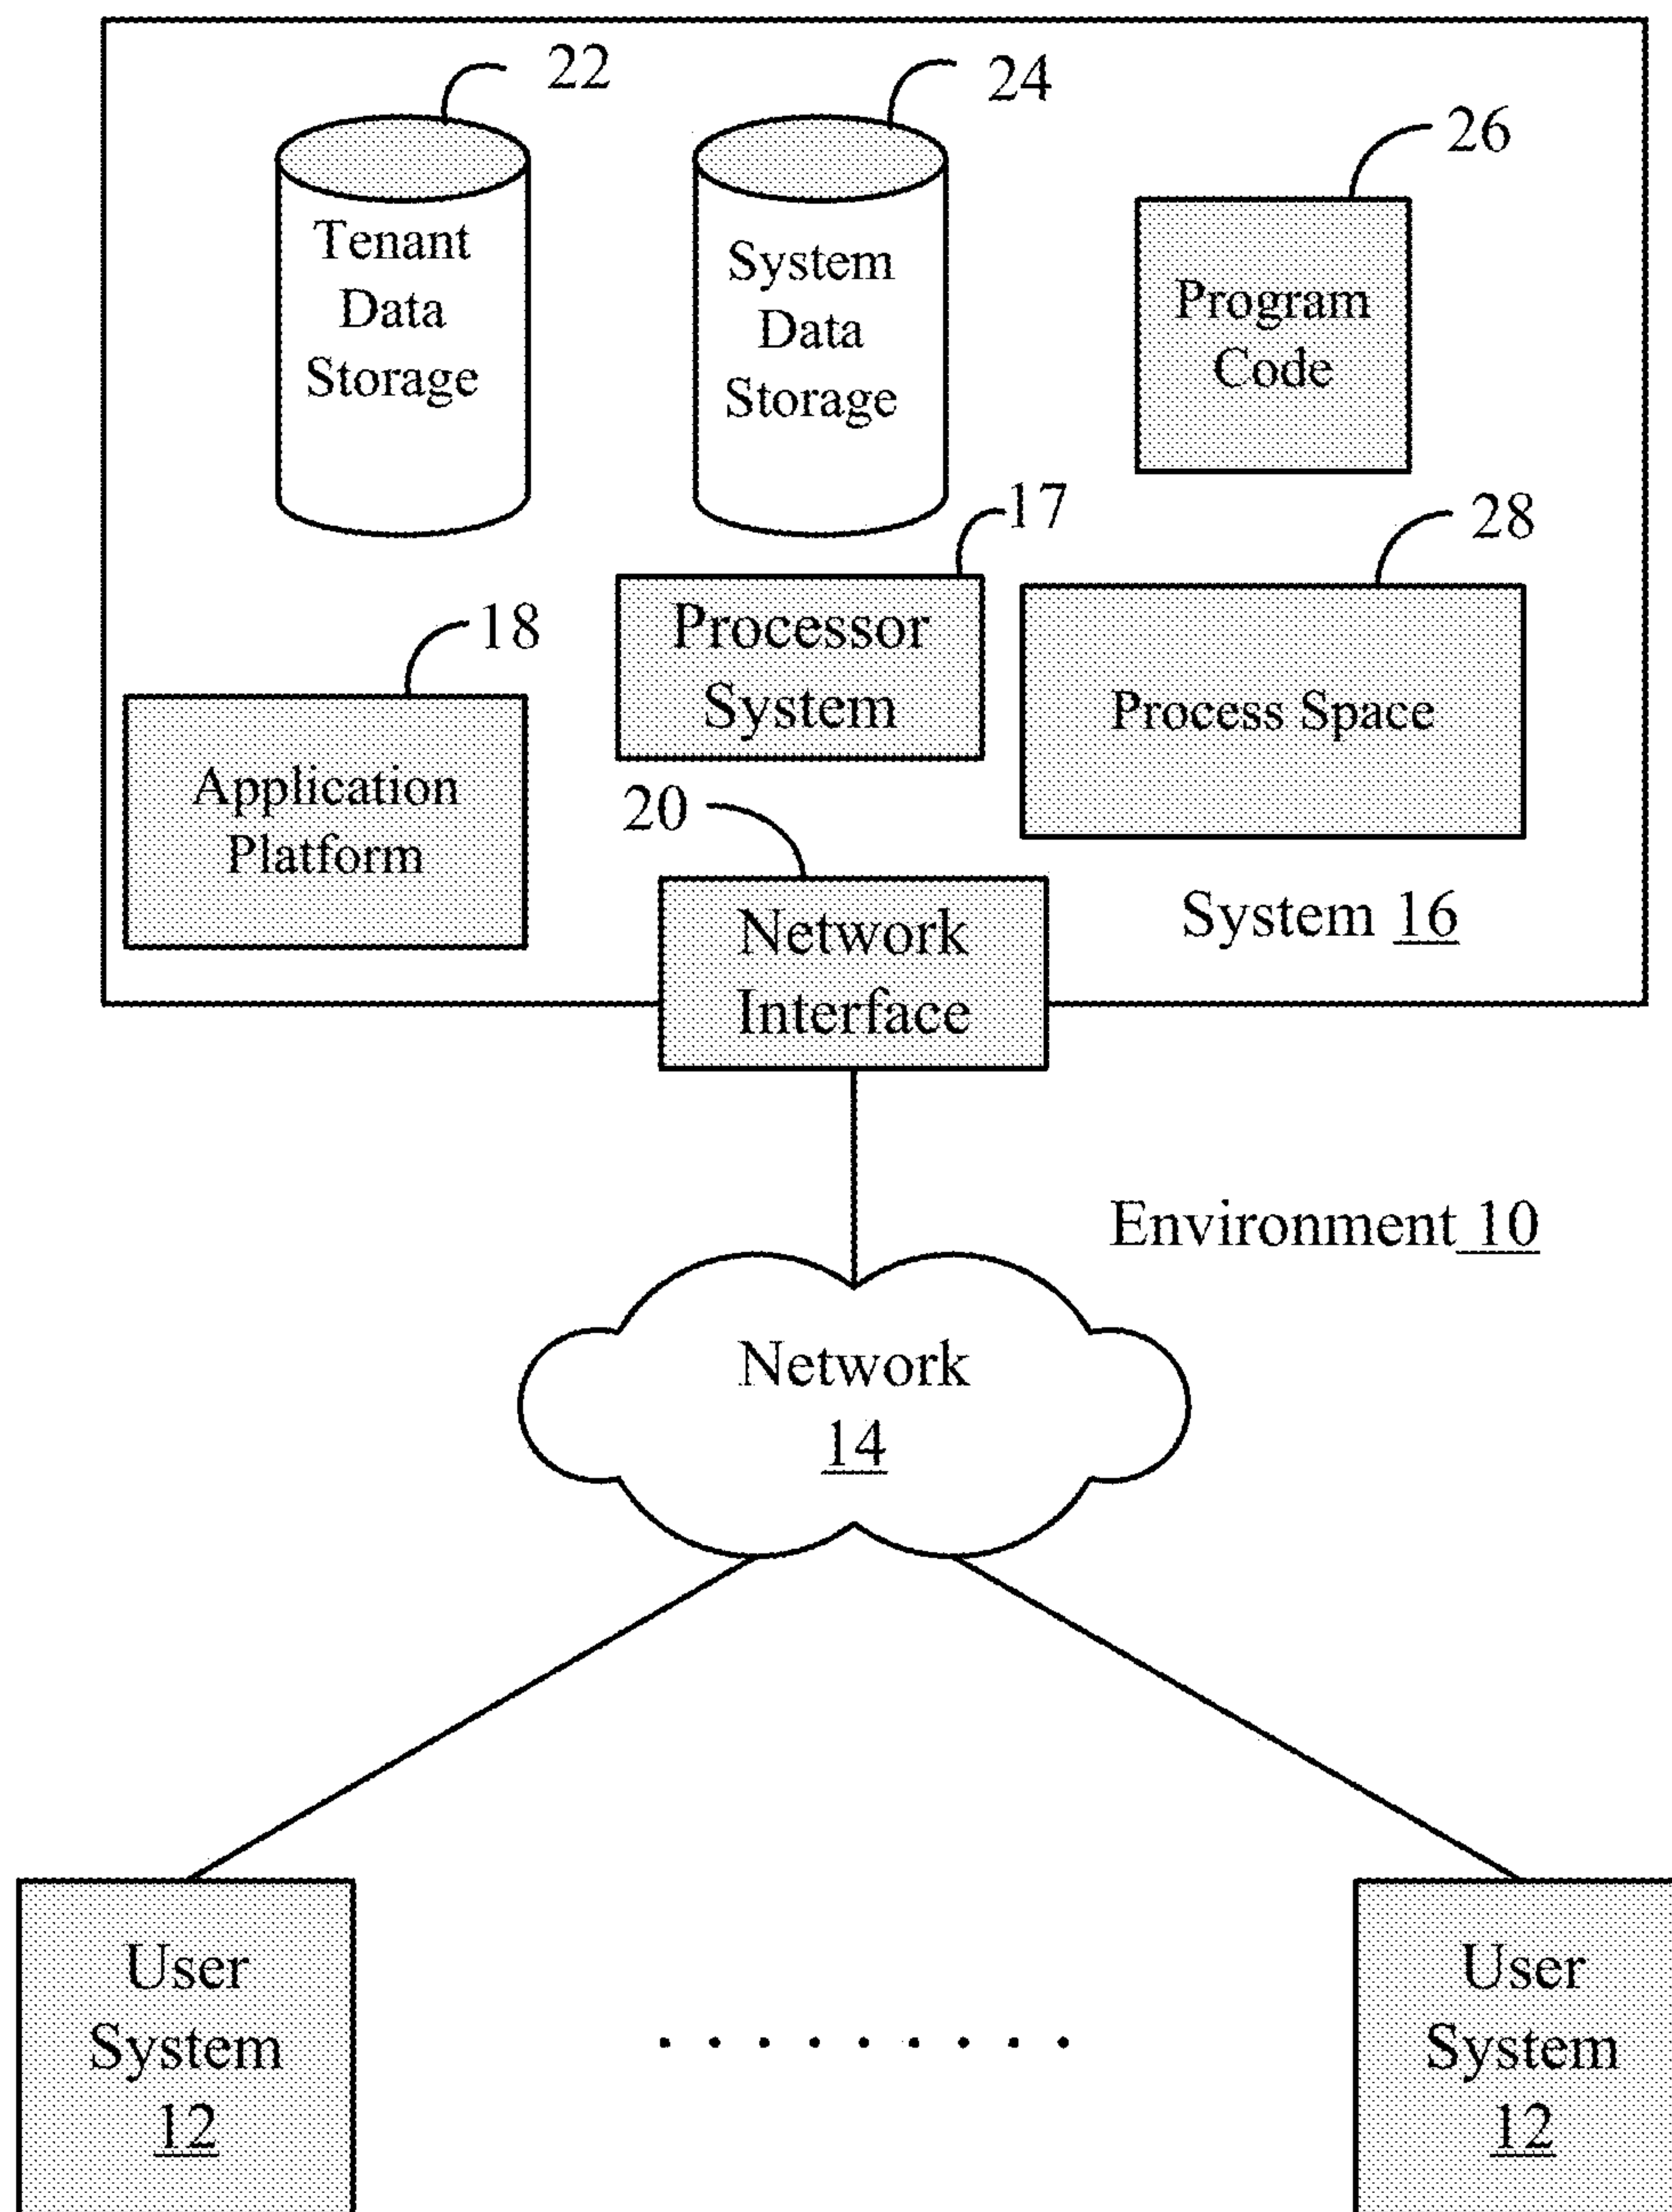 22
24
26
Tenant
Data
Storage
System
Data
Storage
Program
Code
17
28
18
Processor
System
Process Space
Application
Platform
20
Network
Interface
System 16
Environment 10
Network
14
User
System
12
User
System
12